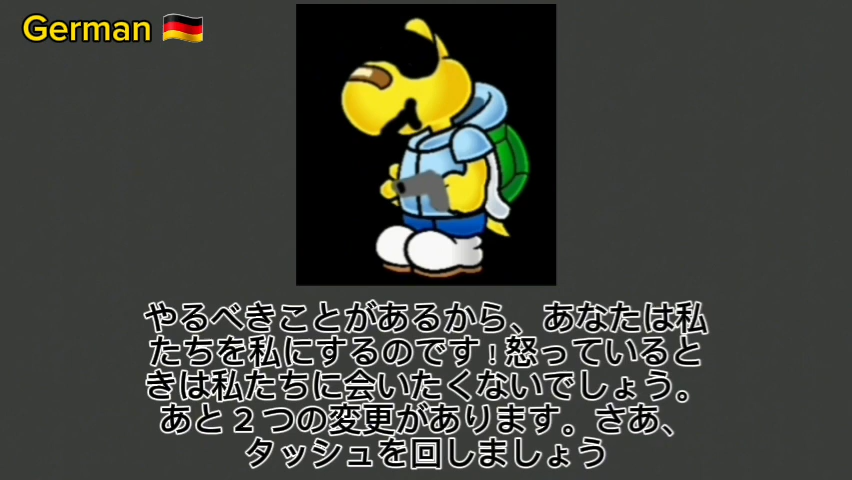 German 🇩🇪
やるべきことがあるから、あなたは私
たちを私にするのです！怒っていると
きは私たちに会いたくないでしょう。
あと２つの変更があります。さあ、
タッシュを回しましょう